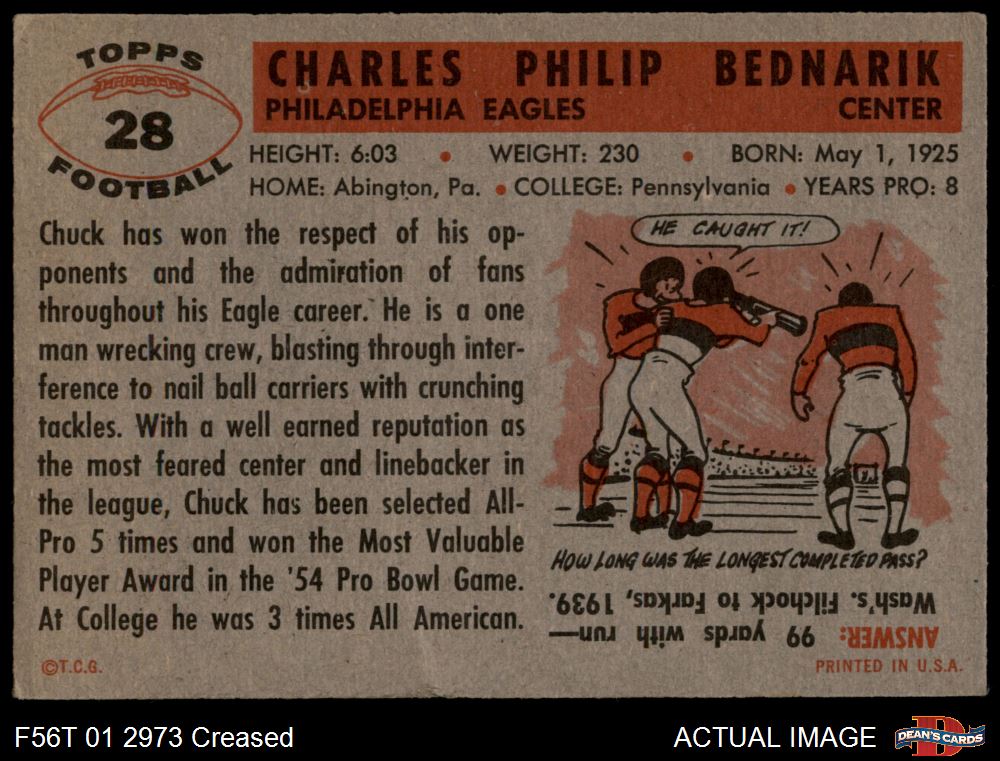 TOPPS
28
FOOTBALL
CHARLES PHILIP BEDNARIK
PHILADELPHIA EAGLES CENTER
HEIGHT: 6:03 • WEIGHT: 230 • BORN: May 1, 1925
HOME: Abington, Pa. • COLLEGE: Pennsylvania • YEARS PRO: 8
Chuck has won the respect of his op-
ponents and the admiration of fans
throughout his Eagle career. He is a one
man wrecking crew, blasting through inter-
ference to nail ball carriers with crunching
tackles. With a well earned reputation as
the most feared center and linebacker in
the league, Chuck has been selected All-
Pro 5 times and won the Most Valuable
Player Award in the '54 Pro Bowl Game.
At College he was 3 times All American.
©T.C.G.
HE CAUGHT IT!
HOW LONG WAS THE LONGEST COMPLETED PASS?
ANSWER: 99 yards with run—
Wash's. Filchock to Farkas, 1939.
PRINTED IN U.S.A.
F56T 01 2973 Creased
ACTUAL IMAGE
DEAN'S CARDS